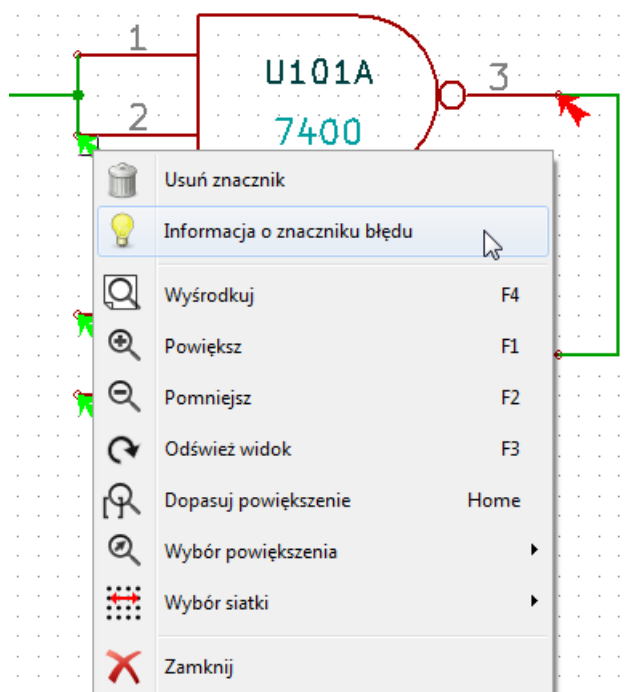 1
U101A
3
2
7400
Usuń znacznik
Informacja o znaczniku błędu
Wyśrodkuj F4
Powiększ F1
Pomniejsz F2
Odśwież widok F3
Dopasuj powiększenie Home
Wybór powiększenia
Wybór siatki
Zamknij